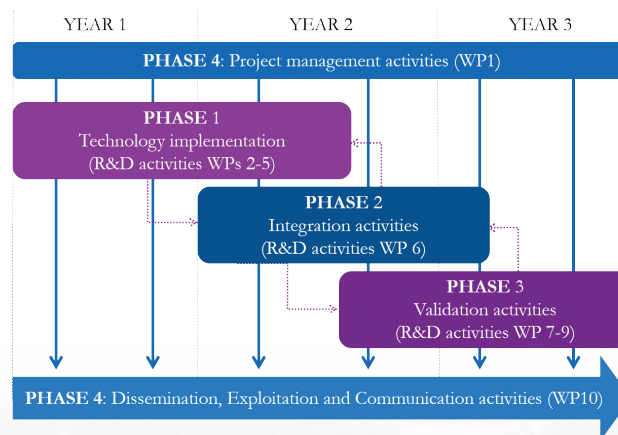 YEAR 1 YEAR 2 YEAR 3
PHASE 4: Project management activities (WP1)
PHASE 1
Technology implementation
(R&D activities WPs 2-5)
PHASE 2
Integration activities
(R&D activities WP 6)
PHASE 3
Validation activities
(R&D activities WP 7-9)
PHASE 4: Dissemination, Exploitation and Communication activities (WP10)